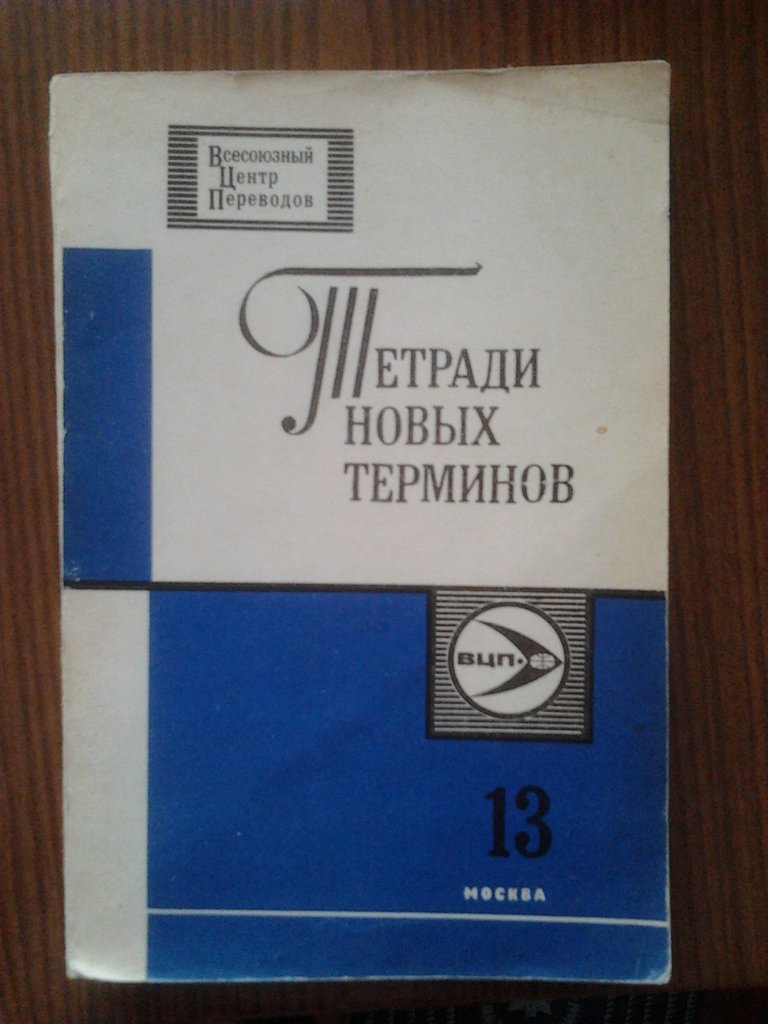 Всесоюзный
Центр
Переводов
Тетради
новых
терминов
ВЦП
13
МОСКВА